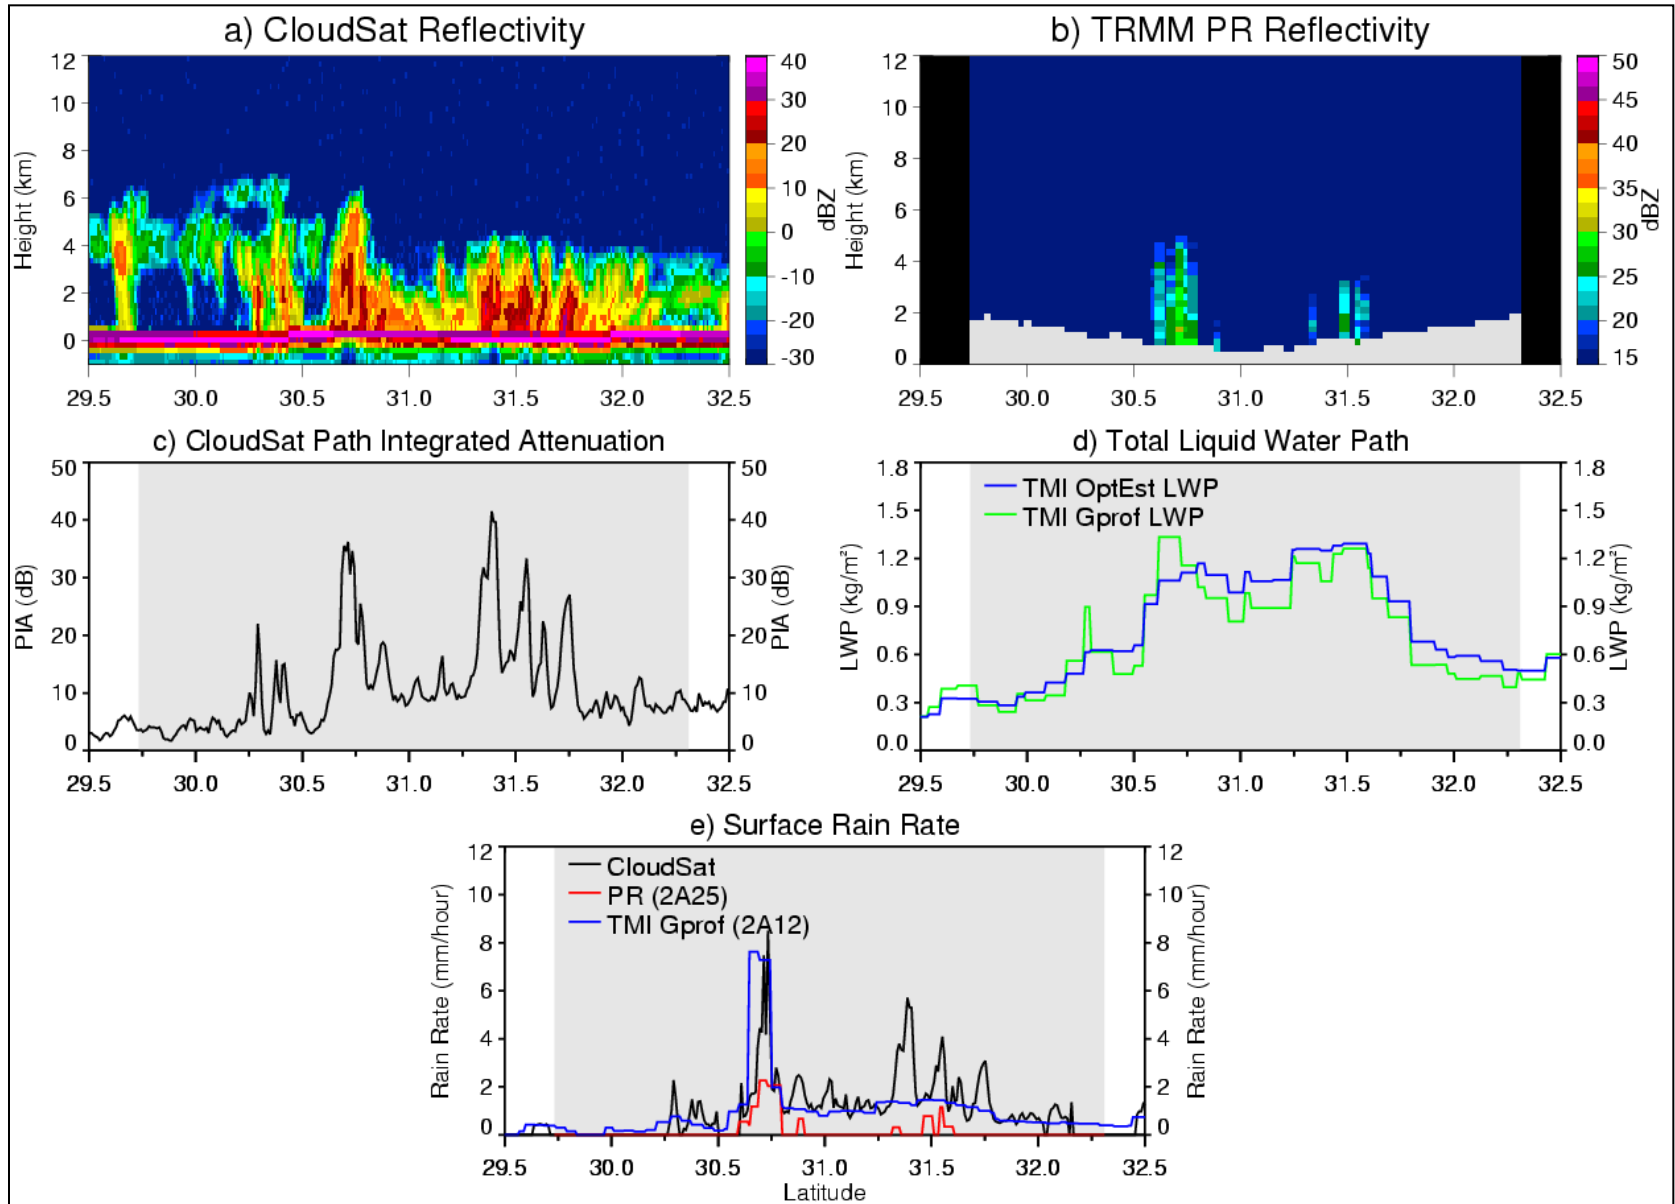 a) CloudSat Reflectivity
12
10
8
6
4
2
0
Height (km)
29.5 30.0 30.5 31.0 31.5 32.0 32.5
40
30
20
10
0
-10
-20
-30
dBZ
b) TRMM PR Reflectivity
12
10
8
6
4
2
0
Height (km)
29.5 30.0 30.5 31.0 31.5 32.0 32.5
50
45
40
35
30
25
20
15
dBZ
c) CloudSat Path Integrated Attenuation
50 50
40 40
30 30
20 20
10 10
0 0
PIA (dB) PIA (dB)
29.5 30.0 30.5 31.0 31.5 32.0 32.5
d) Total Liquid Water Path
TMI OptEst LWP
TMI Gprof LWP
1.8 1.8
1.5 1.5
1.2 1.2
0.9 0.9
0.6 0.6
0.3 0.3
0.0 0.0
LWP (kg/m²) LWP (kg/m²)
29.5 30.0 30.5 31.0 31.5 32.0 32.5
e) Surface Rain Rate
CloudSat
PR (2A25)
TMI Gprof (2A12)
12 12
10 10
8 8
6 6
4 4
2 2
0 0
Rain Rate (mm/hour) Rain Rate (mm/hour)
29.5 30.0 30.5 31.0 31.5 32.0 32.5
Latitude